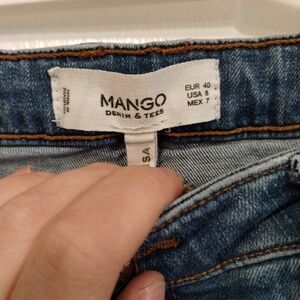 MANGO
DENIM & TEES
EUR 40
USA 8
MEX 7